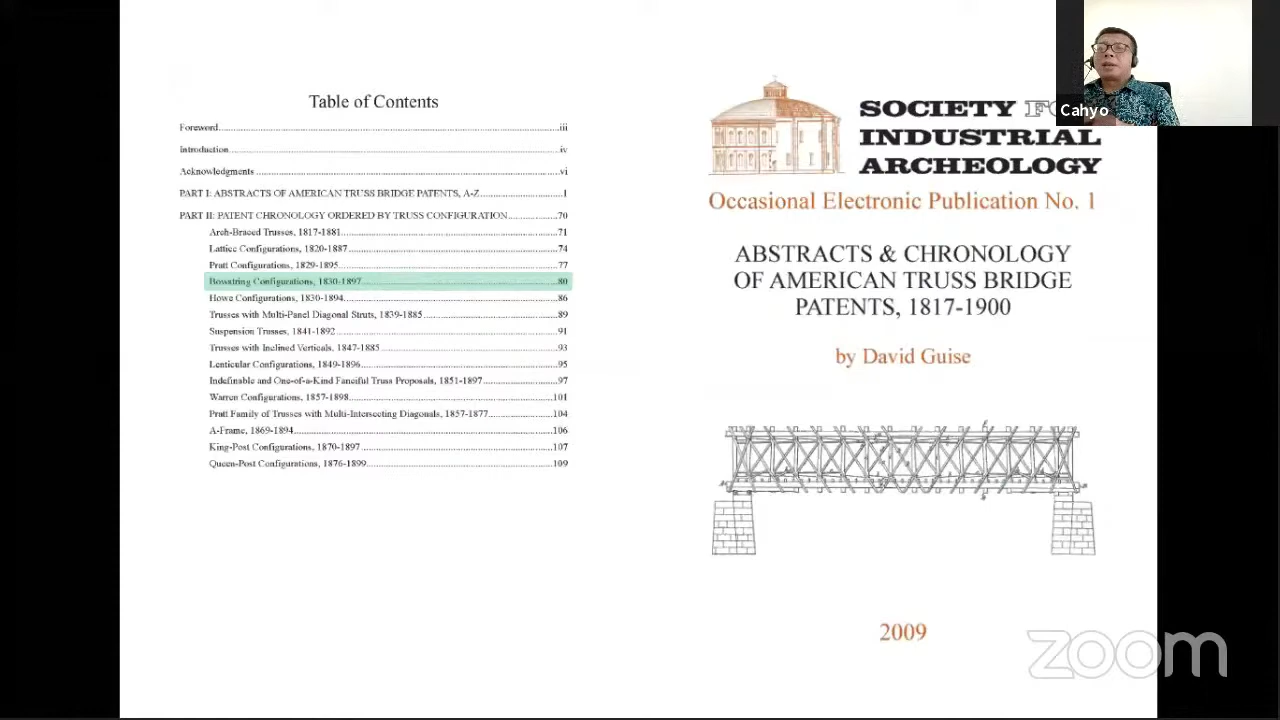 Table of Contents
Foreword....................iii
Introduction....................iv
Acknowledgments....................vi
PART I: ABSTRACTS OF AMERICAN TRUSS BRIDGE PATENTS, A-Z....................1
PART II: PATENT CHRONOLOGY ORDERED BY TRUSS CONFIGURATION....................70
Arch-Braced Trusses, 1817-1881....................71
Lattice Configurations, 1820-1887....................74
Pratt Configurations, 1829-1895....................77
Bowstring Configurations, 1830-1897....................80
Howe Configurations, 1830-1894....................86
Trusses with Multi-Panel Diagonal Struts, 1839-1885....................89
Suspension Trusses, 1841-1892....................91
Trusses with Inclined Verticals, 1847-1885....................93
Lenticular Configurations, 1849-1896....................95
Indefinable and One-of-a-Kind Fanciful Truss Proposals, 1851-1897....................97
Warren Configurations, 1857-1898....................101
Pratt Family of Trusses with Multi-Intersecting Diagonals, 1857-1877....................104
A-Frame, 1869-1894....................106
King-Post Configurations, 1870-1897....................107
Queen-Post Configurations, 1876-1899....................109
SOCIETY
INDUSTRIAL
ARCHEOLOGY
Occasional Electronic Publication No. 1
ABSTRACTS & CHRONOLOGY
OF AMERICAN TRUSS BRIDGE
PATENTS, 1817-1900
by David Guise
2009
Cahyo
zoom